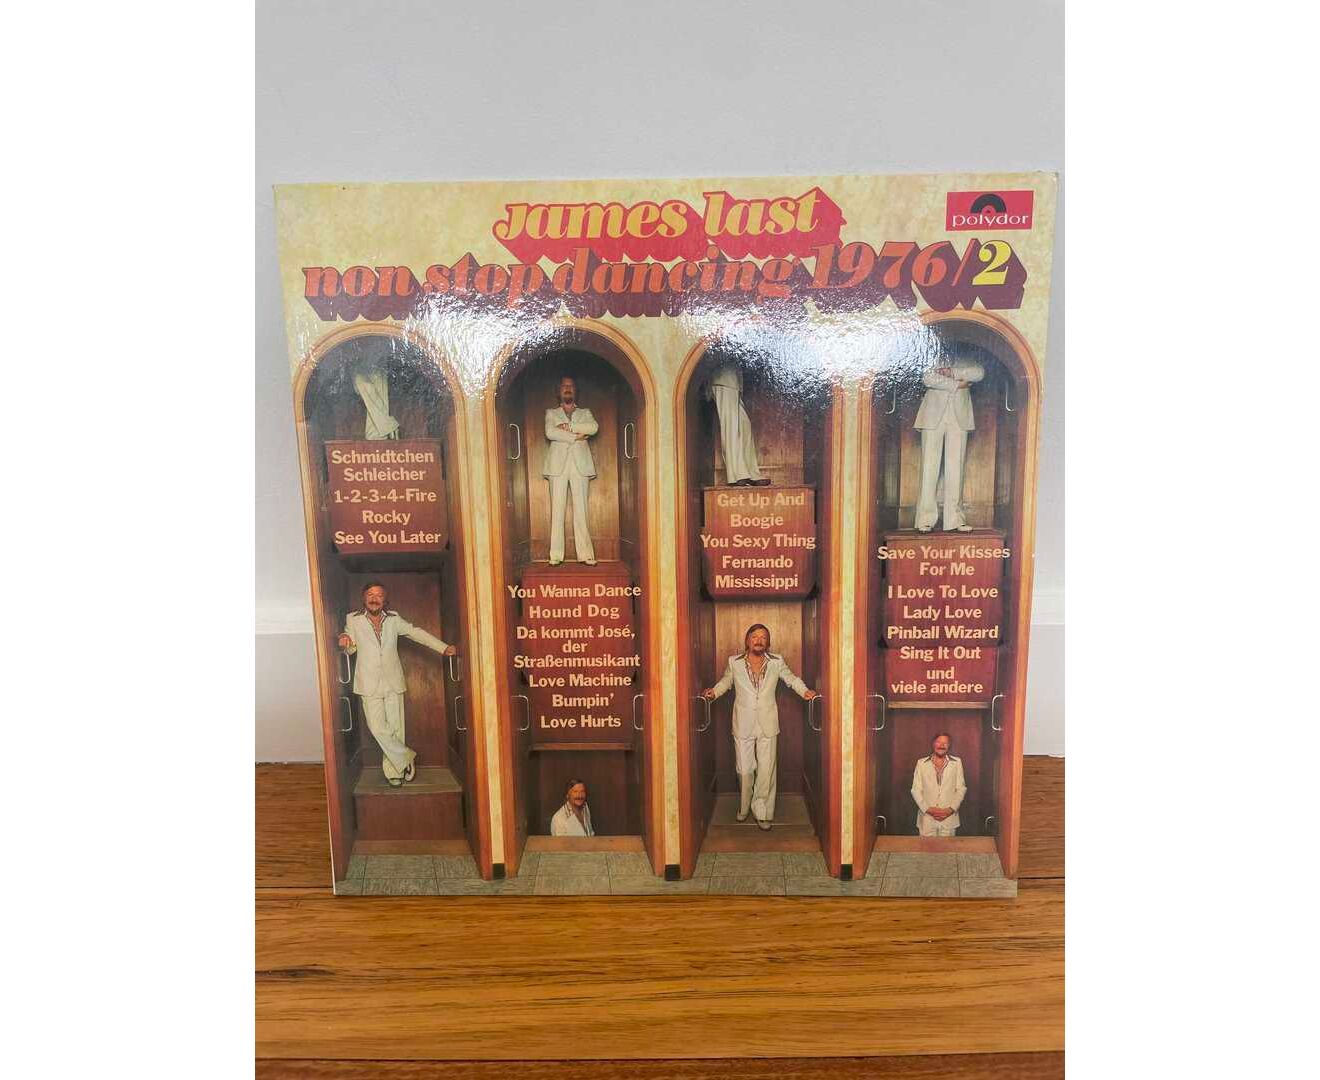 James last
polydor
non stop dancing 1976/2
Schmidtchen
Schleicher
1-2-3-4-Fire
Rocky
See You Later
You Wanna Dance
Hound Dog
Da kommt José,
der
Straßenmusikant
Love Machine
Bumpin'
Love Hurts
Get Up And
Boogie
You Sexy Thing
Fernando
Mississippi
Save Your Kisses
For Me
I Love To Love
Lady Love
Pinball Wizard
Sing It Out
und
viele andere